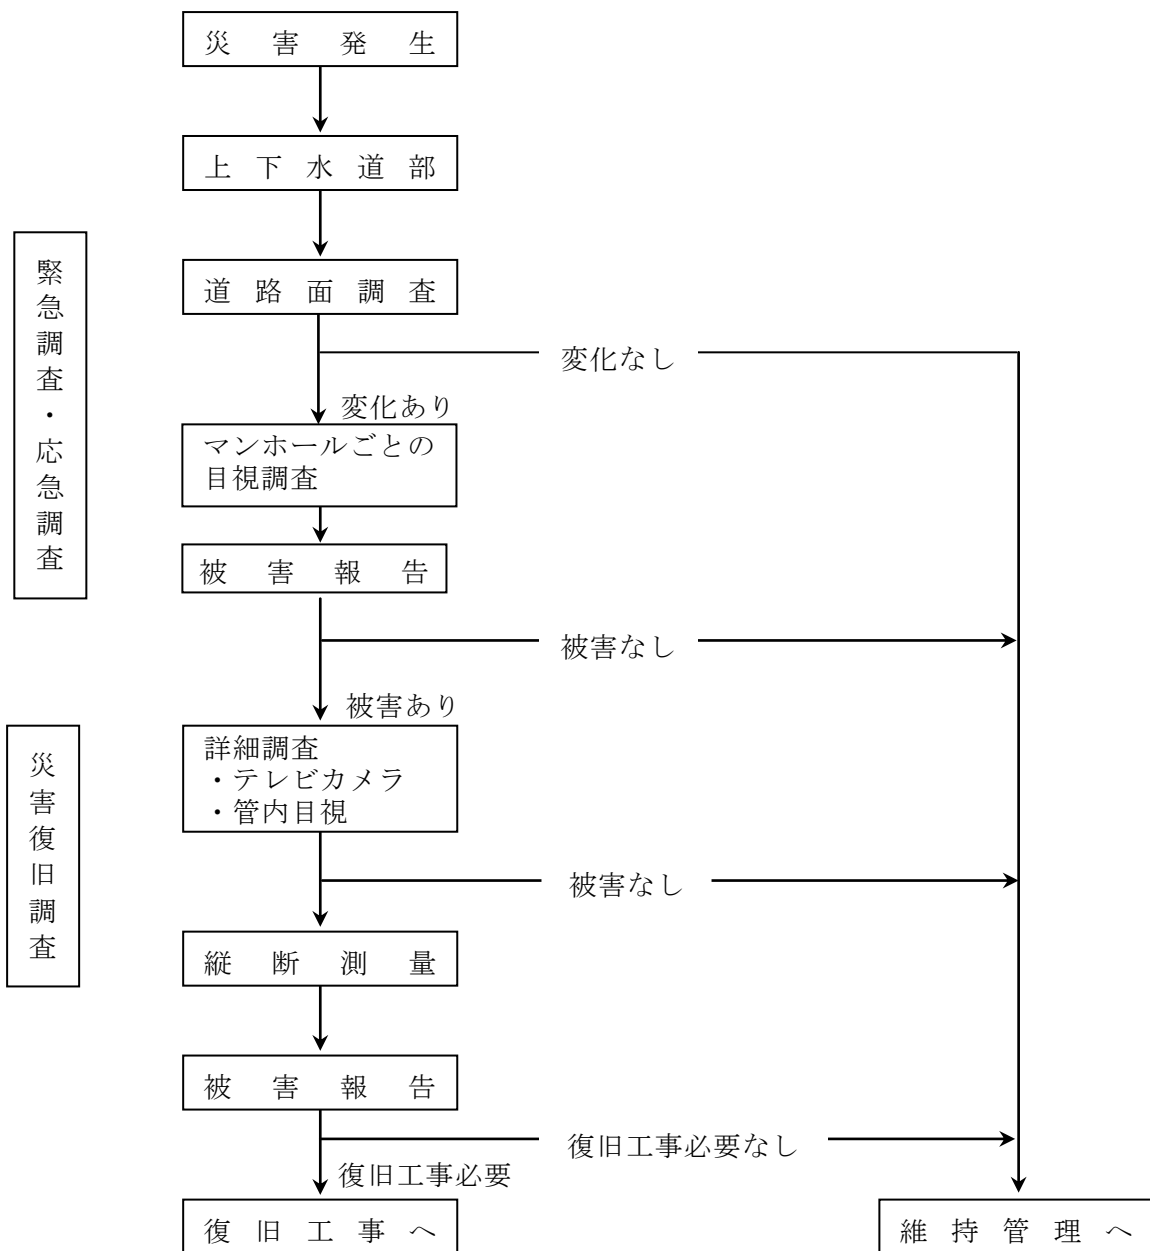 災害発生
上下水道部
緊急調査・応急調査
道路面調査
変化なし
変化あり
マンホールごとの
目視調査
被害報告
被害なし
被害あり
災害復旧調査
詳細調査
・テレビカメラ
・管内目視
被害なし
縦断測量
被害報告
復旧工事必要なし
復旧工事必要
復旧工事へ
維持管理へ